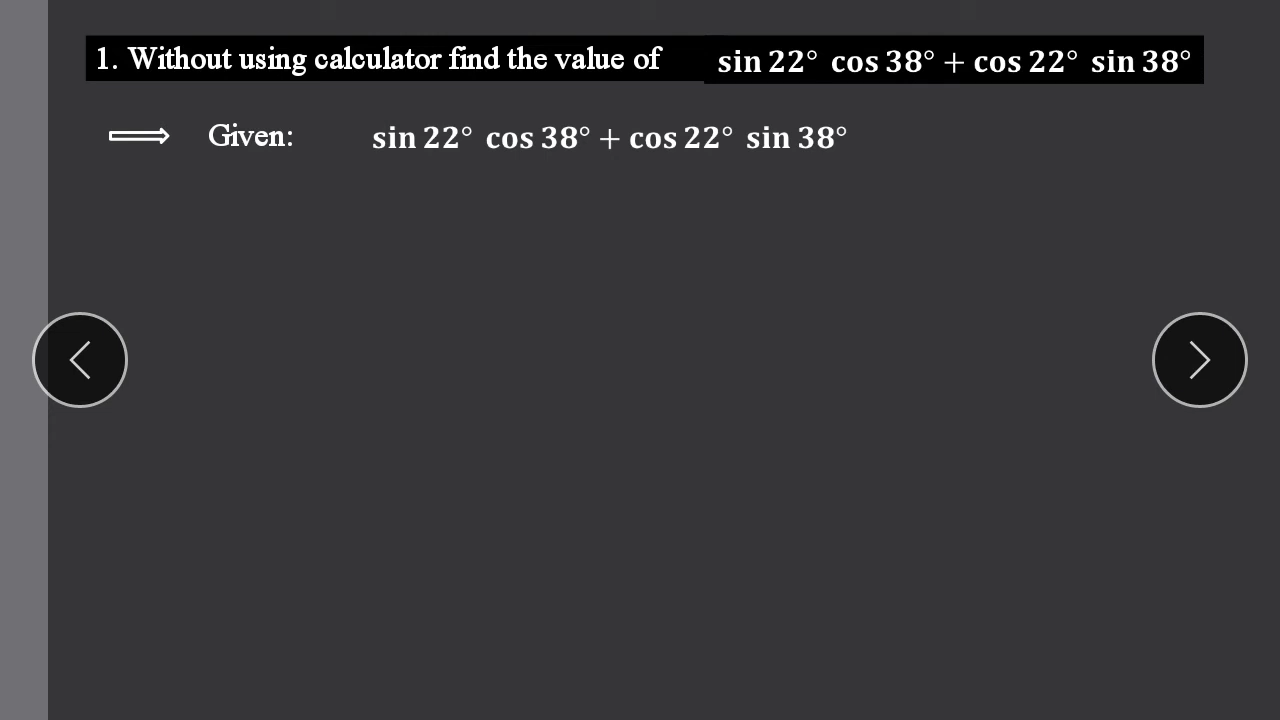 1. Without using calculator find the value of sin 22° cos 38° + cos 22° sin 38°
⟹ Given: sin 22° cos 38° + cos 22° sin 38°